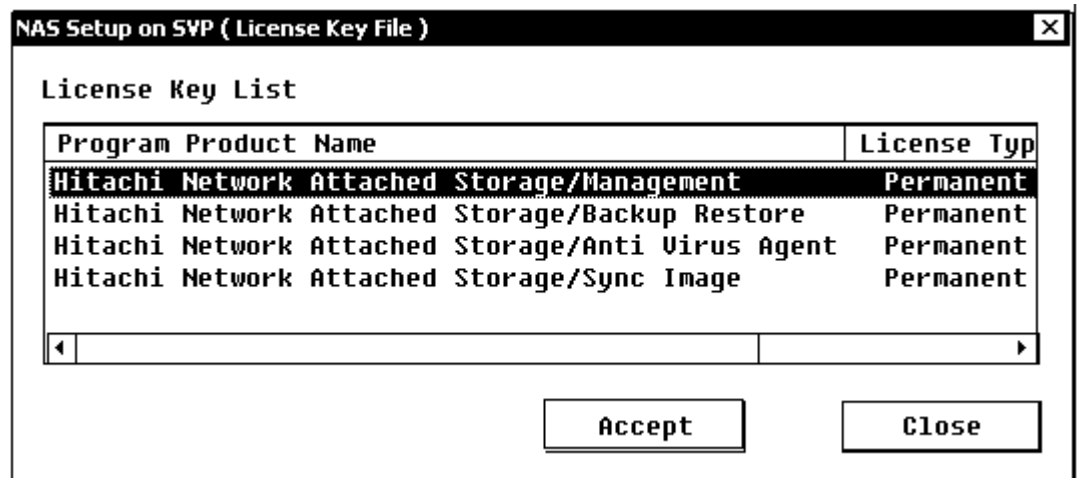 NAS Setup on SVP ( License Key File )
License Key List
Program Product Name License Typ
Hitachi Network Attached Storage/Management Permanent
Hitachi Network Attached Storage/Backup Restore Permanent
Hitachi Network Attached Storage/Anti Virus Agent Permanent
Hitachi Network Attached Storage/Sync Image Permanent
Accept Close